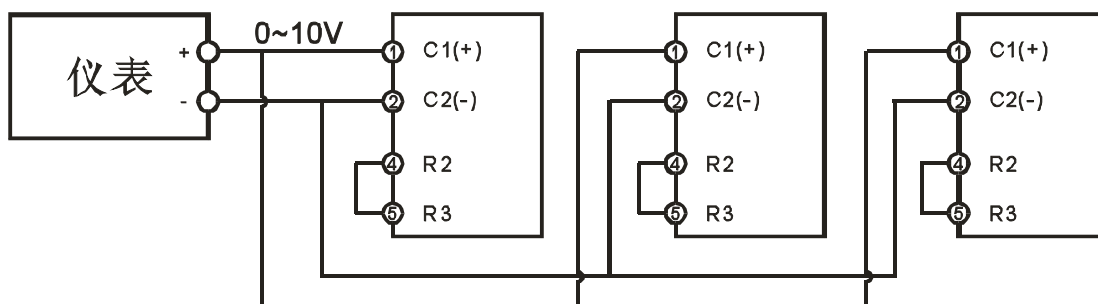 0~10V
仪表
+
-
1 C1(+)
2 C2(-)
4 R2
5 R3
1 C1(+)
2 C2(-)
4 R2
5 R3
1 C1(+)
2 C2(-)
4 R2
5 R3